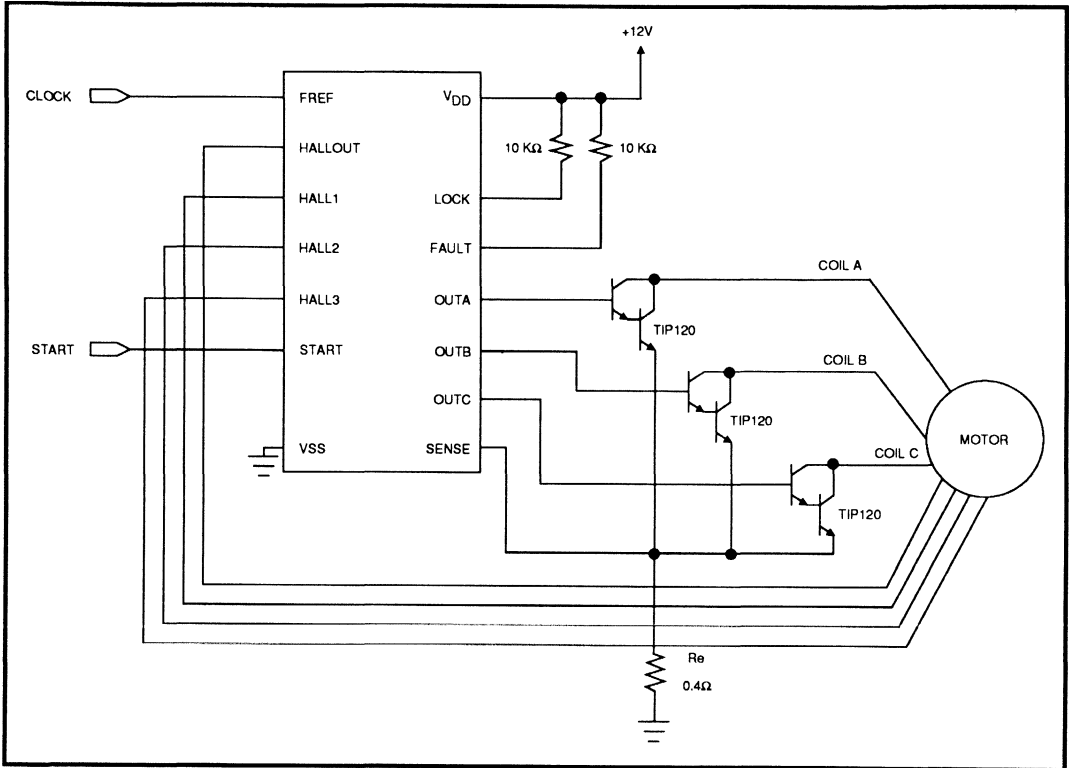 +12V
CLOCK
FREF
VDD
HALLOUT
10 KΩ
10 KΩ
HALL1
LOCK
HALL2
FAULT
COIL A
HALL3
OUTA
TIP120
START
START
OUTB
COIL B
OUTC
TIP120
MOTOR
VSS
SENSE
COIL C
TIP120
Re
0.4Ω